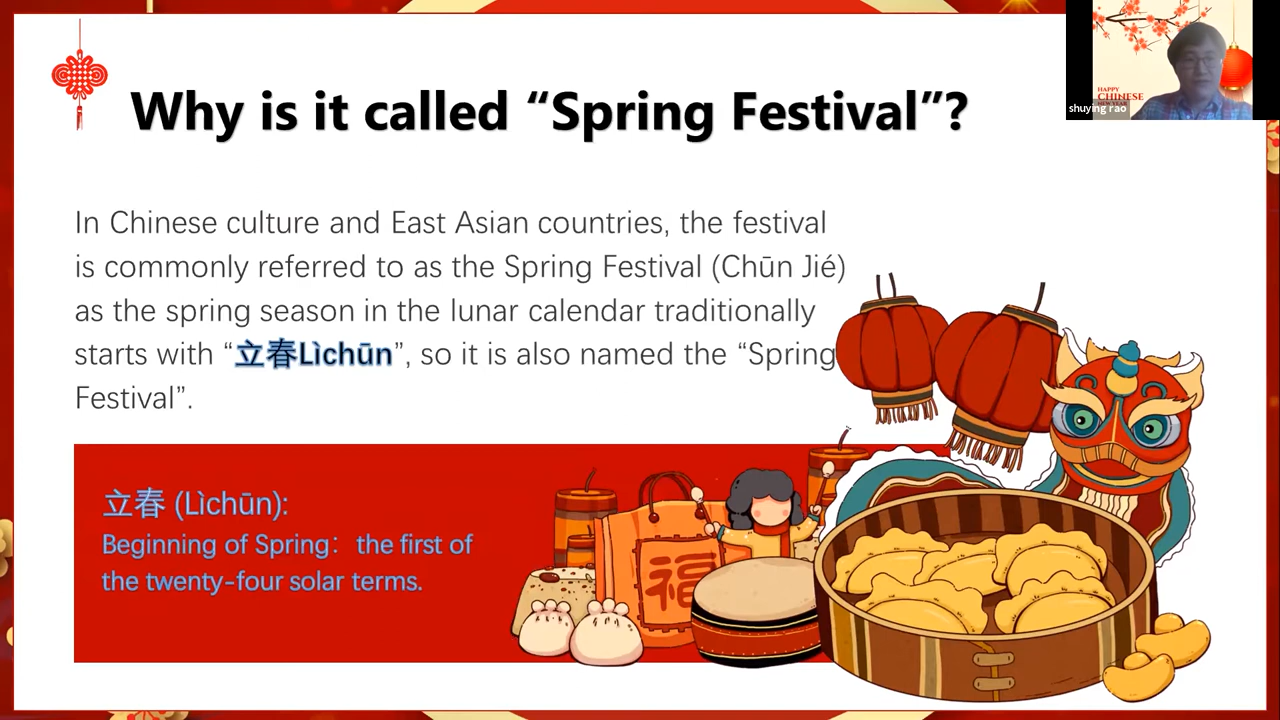 Why is it called “Spring Festival”?
In Chinese culture and East Asian countries, the festival
is commonly referred to as the Spring Festival (Chūn Jié)
as the spring season in the lunar calendar traditionally
starts with “立春Lìchūn”, so it is also named the “Spring
Festival”.
立春 (Lìchūn):
Beginning of Spring： the first of
the twenty-four solar terms.
福
HAPPY
CHINESE
NEW YEAR
shuying rao